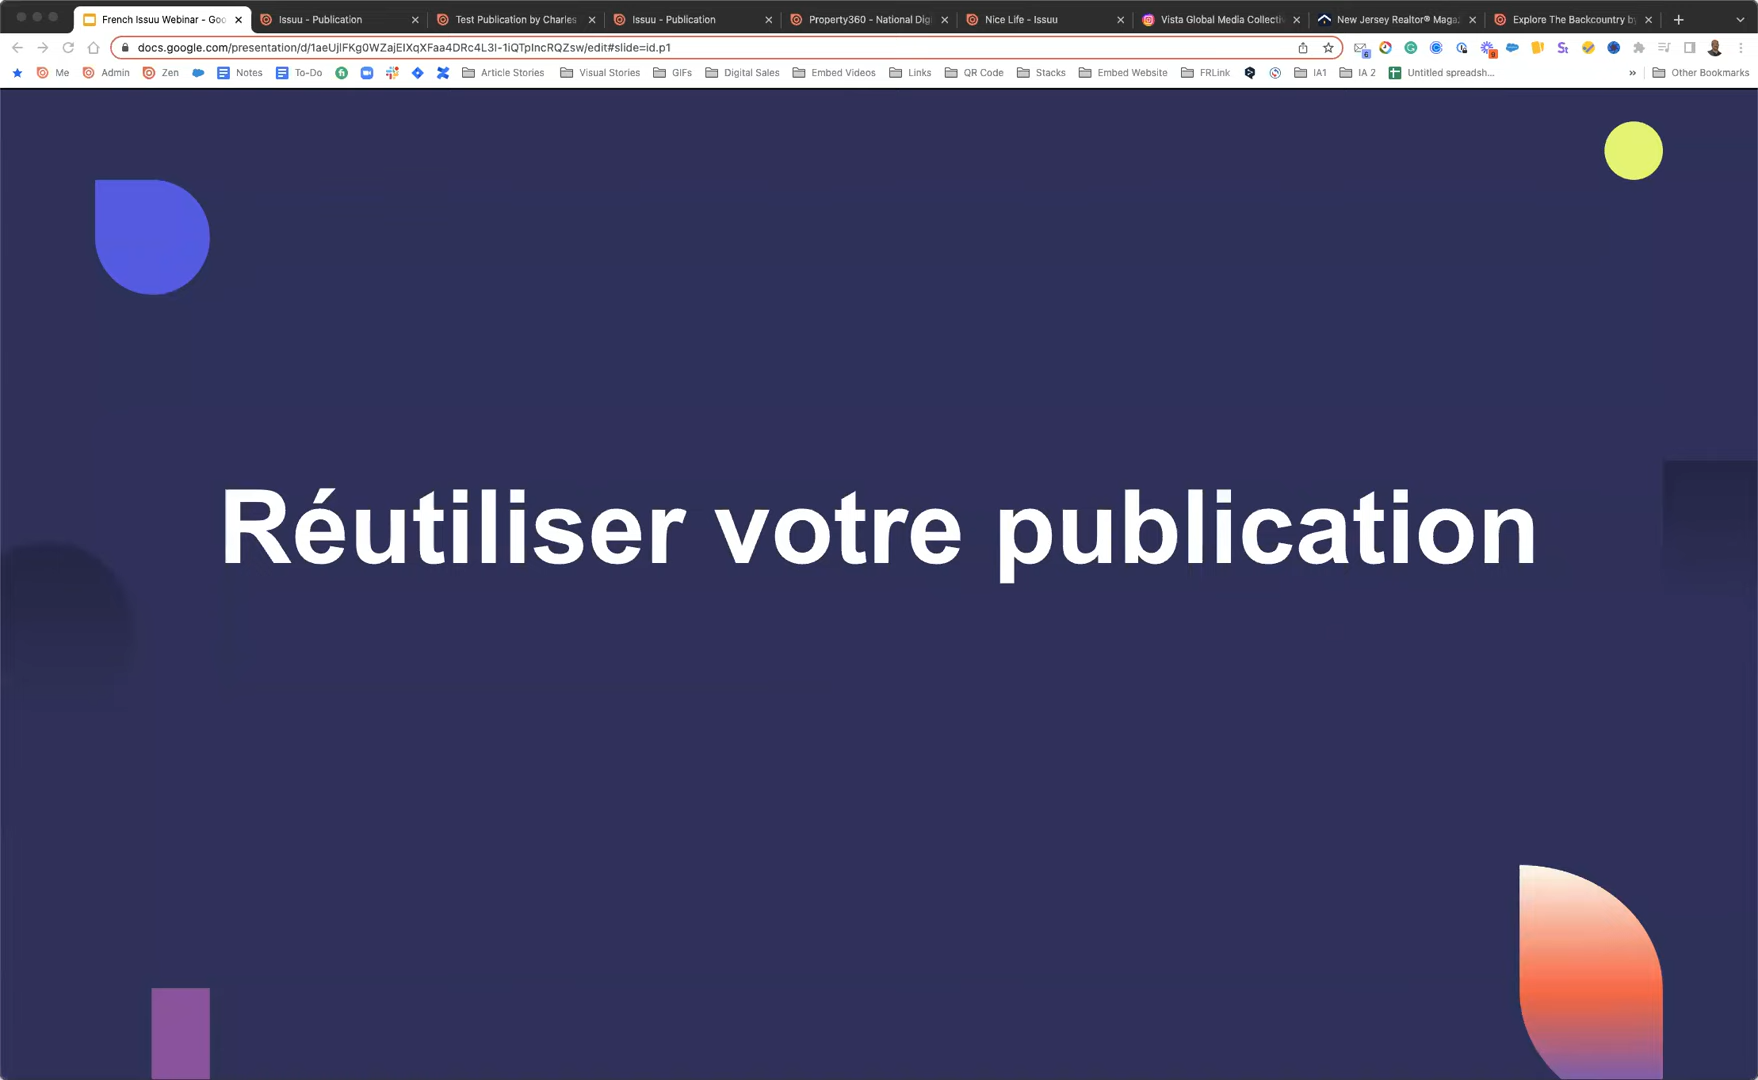 French Issuu Webinar - Goo
Issuu - Publication
Test Publication by Charles
Issuu - Publication
Property360 - National Digi
Nice Life - Issuu
Vista Global Media Collecti
New Jersey Realtor® Maga
Explore The Backcountry by
docs.google.com/presentation/d/1aeUjlFKg0WZajEIXqXFaa4DRc4L3I-1iQTpIncRQZsw/edit#slide=id.p1
Me
Admin
Zen
Notes
To-Do
Article Stories
Visual Stories
GIFs
Digital Sales
Embed Videos
Links
QR Code
Stacks
Embed Website
FRLink
IA1
IA 2
Untitled spreadsh...
»
Other Bookmarks
Réutiliser votre publication